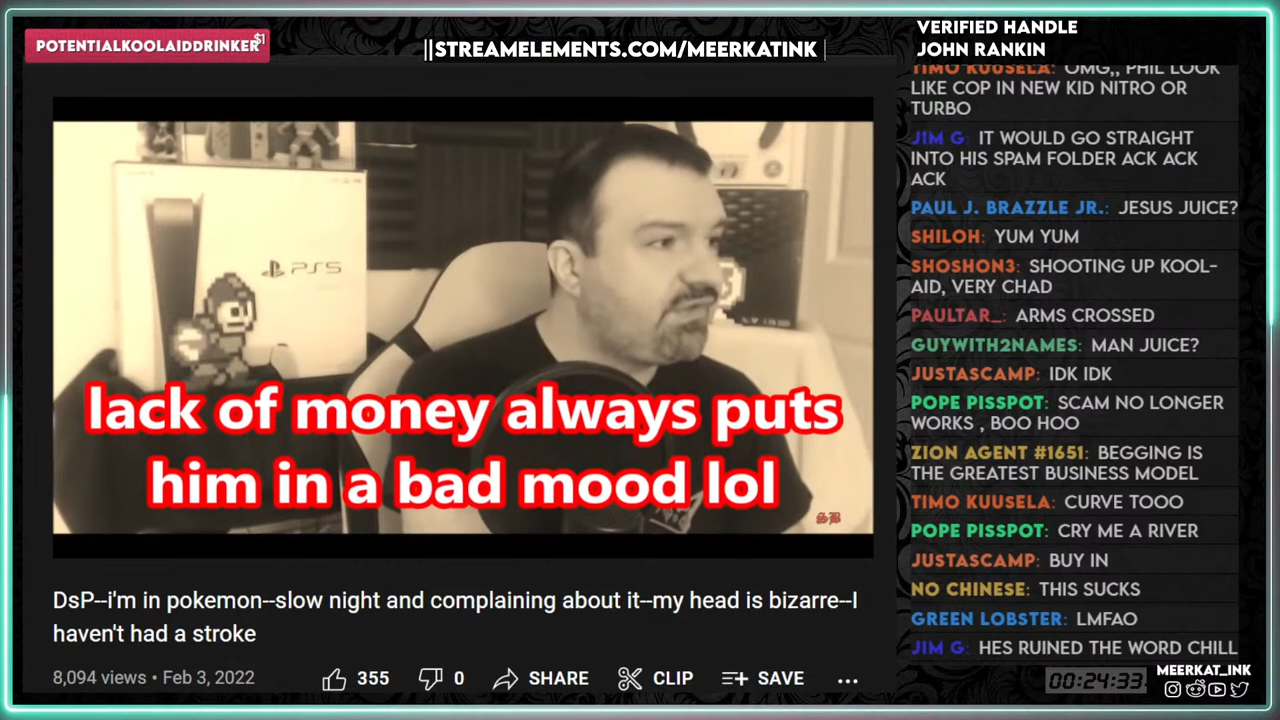 POTENTIALKOOLAIDDRINKER $1
||STREAMELEMENTS.COM/MEERKATINK |
VERIFIED HANDLE
JOHN RANKIN
PS5
lack of money always puts
him in a bad mood lol
SB
DsP--i'm in pokemon--slow night and complaining about it--my head is bizarre--I
haven't had a stroke
8,094 views • Feb 3, 2022
355
0
SHARE
CLIP
SAVE
...
TIMO KUUSELA: OMG,, PHIL LOOK
LIKE COP IN NEW KID NITRO OR
TURBO
JIM G: IT WOULD GO STRAIGHT
INTO HIS SPAM FOLDER ACK ACK
ACK
PAUL J. BRAZZLE JR.: JESUS JUICE?
SHILOH: YUM YUM
SHOSHON3: SHOOTING UP KOOL-
AID, VERY CHAD
PAULTAR_: ARMS CROSSED
GUYWITH2NAMES: MAN JUICE?
JUSTASCAMP: IDK IDK
POPE PISSPOT: SCAM NO LONGER
WORKS , BOO HOO
ZION AGENT #1651: BEGGING IS
THE GREATEST BUSINESS MODEL
TIMO KUUSELA: CURVE TOOO
POPE PISSPOT: CRY ME A RIVER
JUSTASCAMP: BUY IN
NO CHINESE: THIS SUCKS
GREEN LOBSTER: LMFAO
JIM G: HES RUINED THE WORD CHILL
00:24:33
MEERKAT_INK